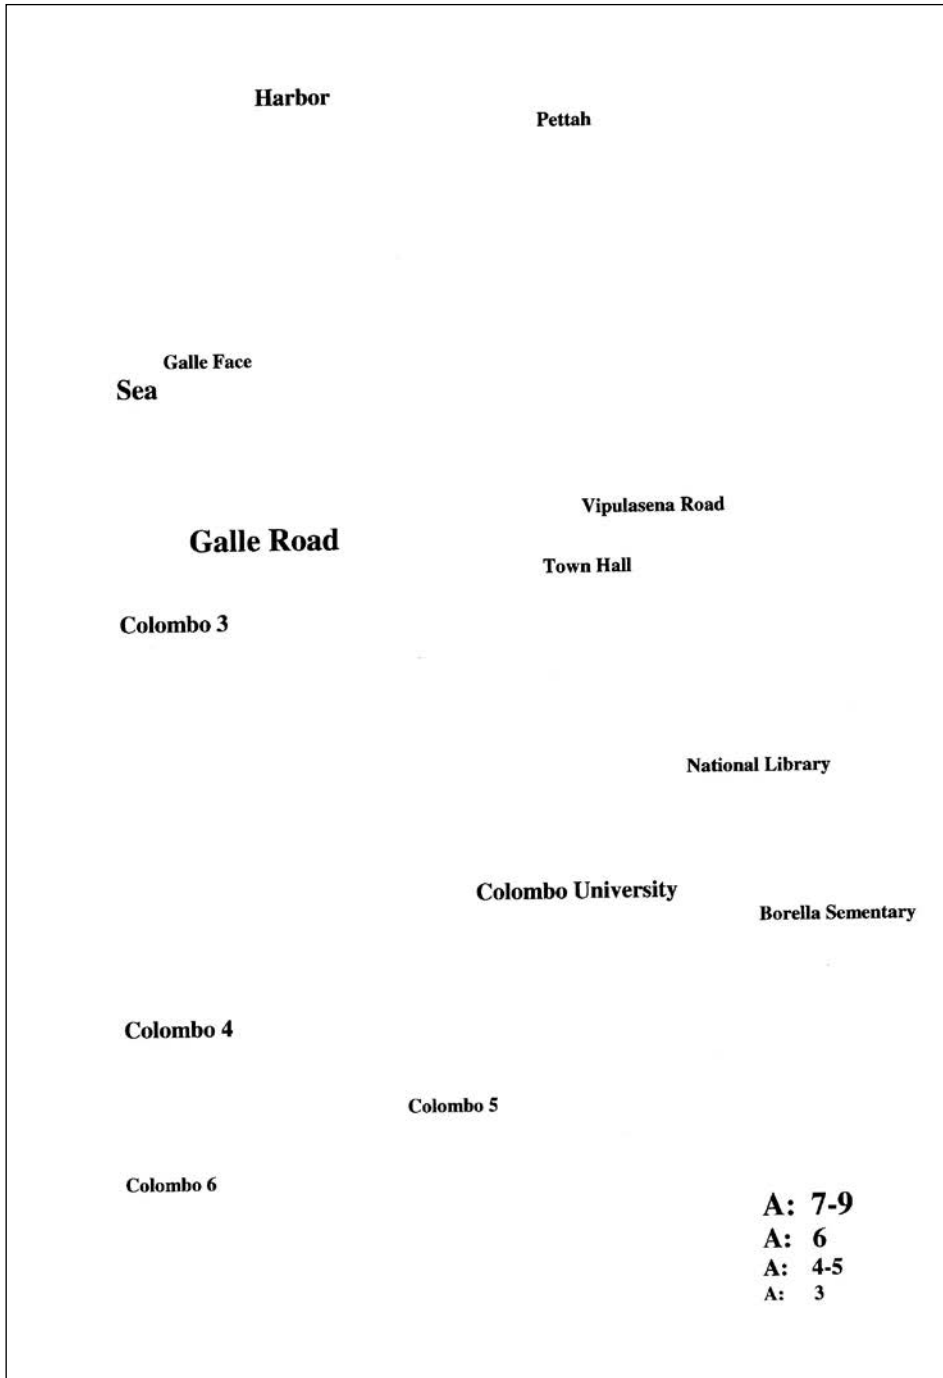 Harbor
Pettah
Galle Face
Sea
Vipulasena Road
Galle Road
Town Hall
Colombo 3
National Library
Colombo University
Borella Sementary
Colombo 4
Colombo 5
Colombo 6
A: 7-9
A: 6
A: 4-5
A: 3